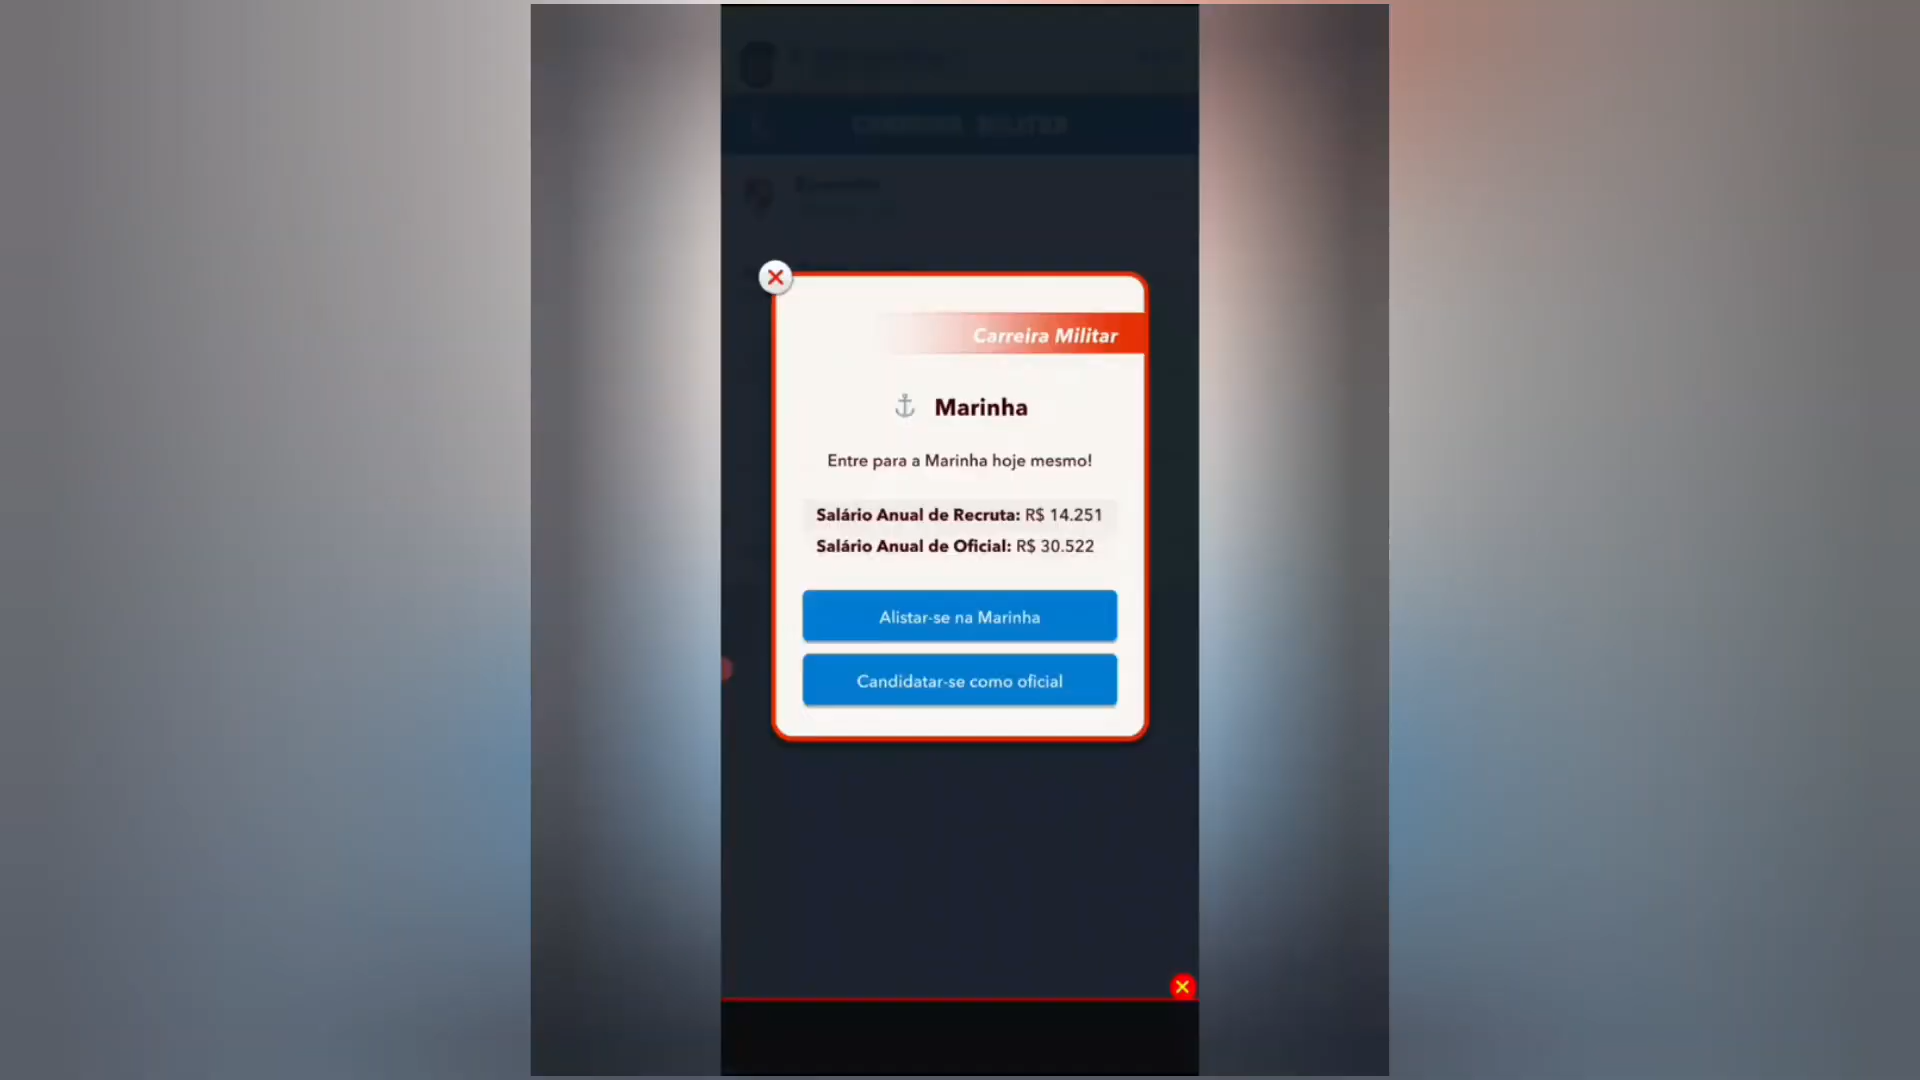 Carreira Militar
Marinha
Entre para a Marinha hoje mesmo!
Salário Anual de Recruta: R$ 14.251
Salário Anual de Oficial: R$ 30.522
Alistar-se na Marinha
Candidatar-se como oficial